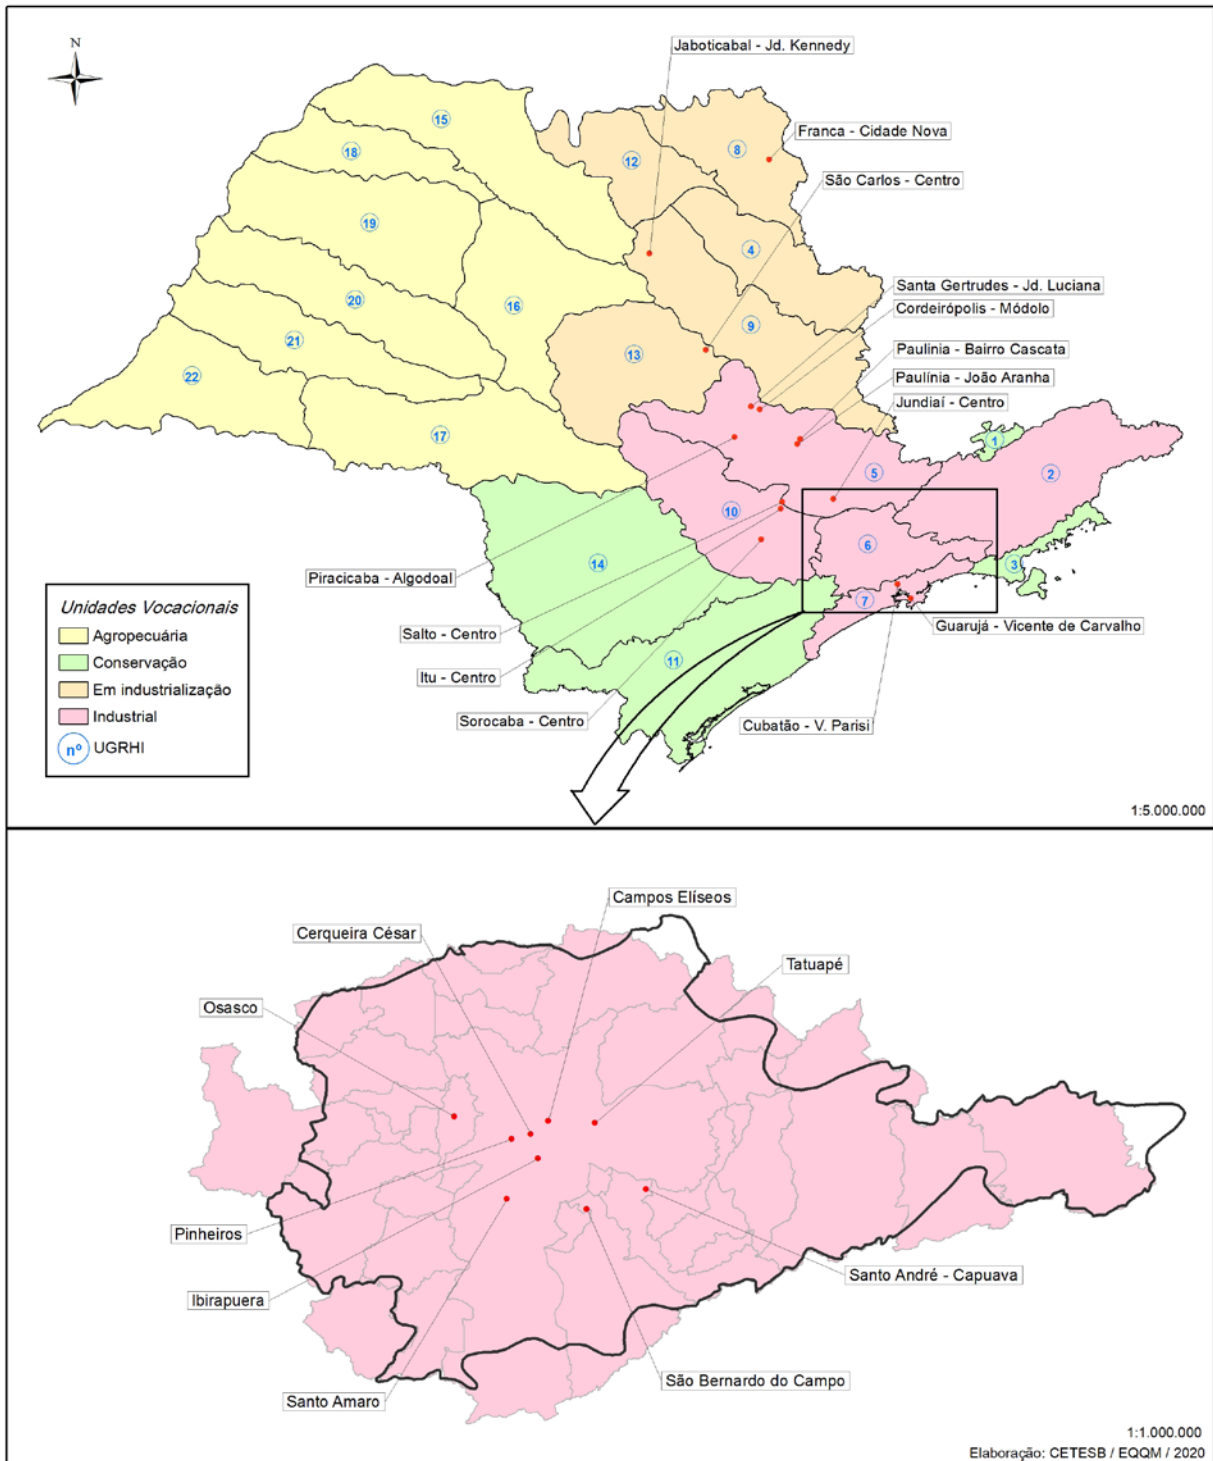 N
Jaboticabal - Jd. Kennedy
Franca - Cidade Nova
São Carlos - Centro
Santa Gertrudes - Jd. Luciana
Cordeirópolis - Módolo
Paulinia - Bairro Cascata
Paulínia - João Aranha
Jundiaí - Centro
15
18
12
8
19
4
20
16
9
21
13
22
17
1
2
5
10
6
14
3
7
11
Piracicaba - Algodoal
Salto - Centro
Itu - Centro
Sorocaba - Centro
Guarujá - Vicente de Carvalho
Cubatão - V. Parisi
Unidades Vocacionais
Agropecuária
Conservação
Em industrialização
Industrial
nº UGRHI
1:5.000.000
Campos Elíseos
Cerqueira César
Tatuapé
Osasco
Pinheiros
Ibirapuera
Santo André - Capuava
Santo Amaro
São Bernardo do Campo
1:1.000.000
Elaboração: CETESB / EQQM / 2020